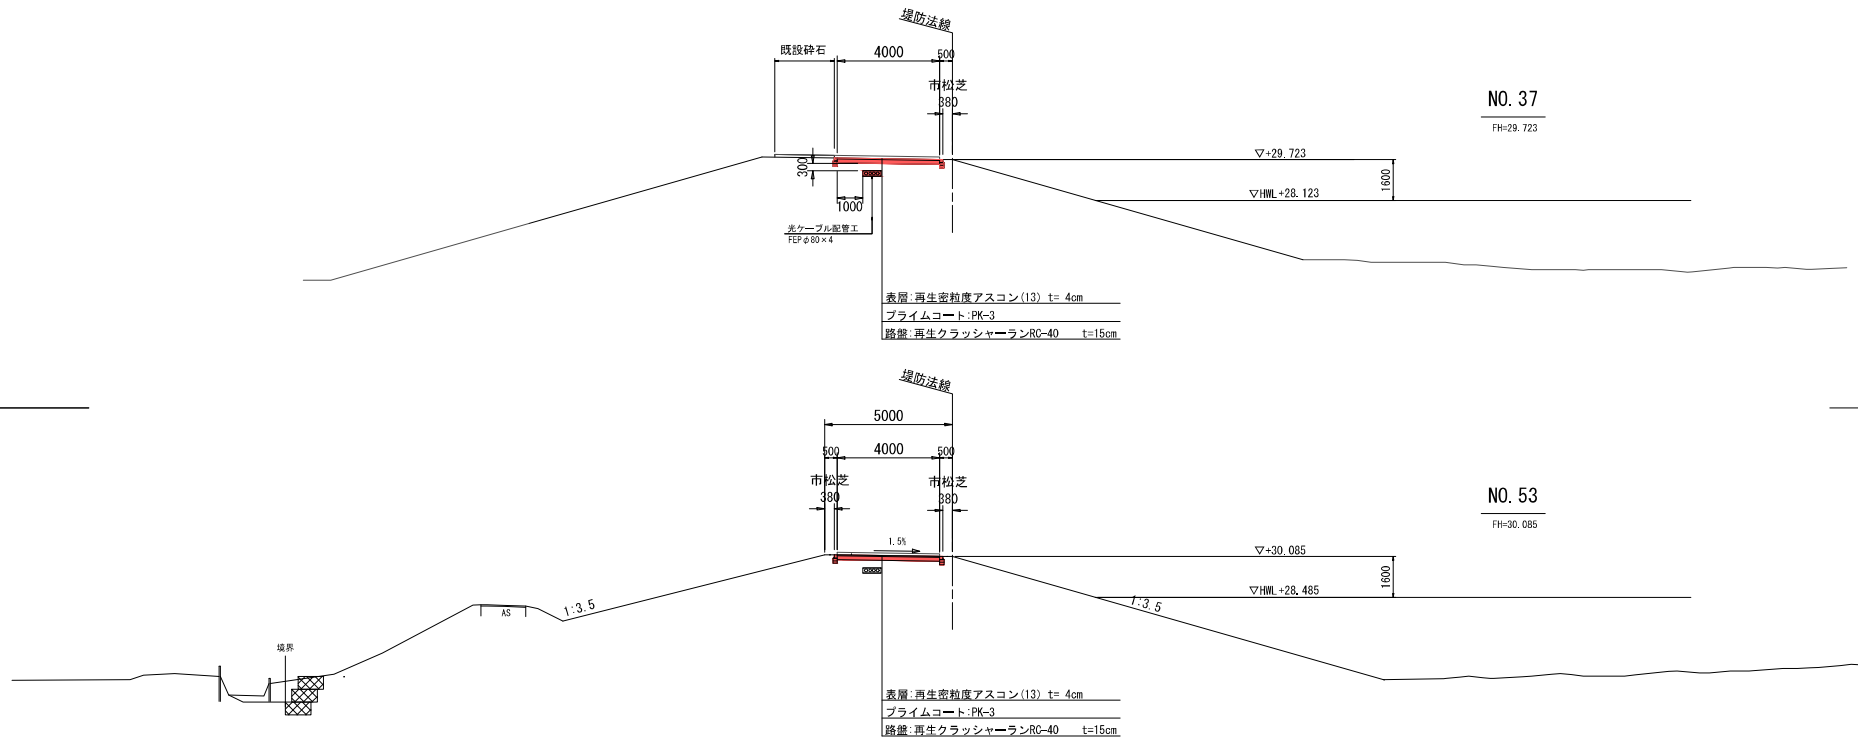 堤防法線
既設砕石
4000
500
市松芝
380
NO. 37
FH=29.723
▽+29.723
300
1600
▽HWL+28.123
1000
光ケーブル配管工
FEPφ80×4
表層:再生密粒度アスコン(13) t= 4cm
プライムコート:PK-3
路盤:再生クラッシャーランRC-40 t=15cm
堤防法線
5000
500
4000
500
市松芝
市松芝
380
380
NO. 53
FH=30.085
1.5%
▽+30.085
1600
▽HWL+28.485
1:3.5
1:3.5
AS
境界
表層:再生密粒度アスコン(13) t= 4cm
プライムコート:PK-3
路盤:再生クラッシャーランRC-40 t=15cm